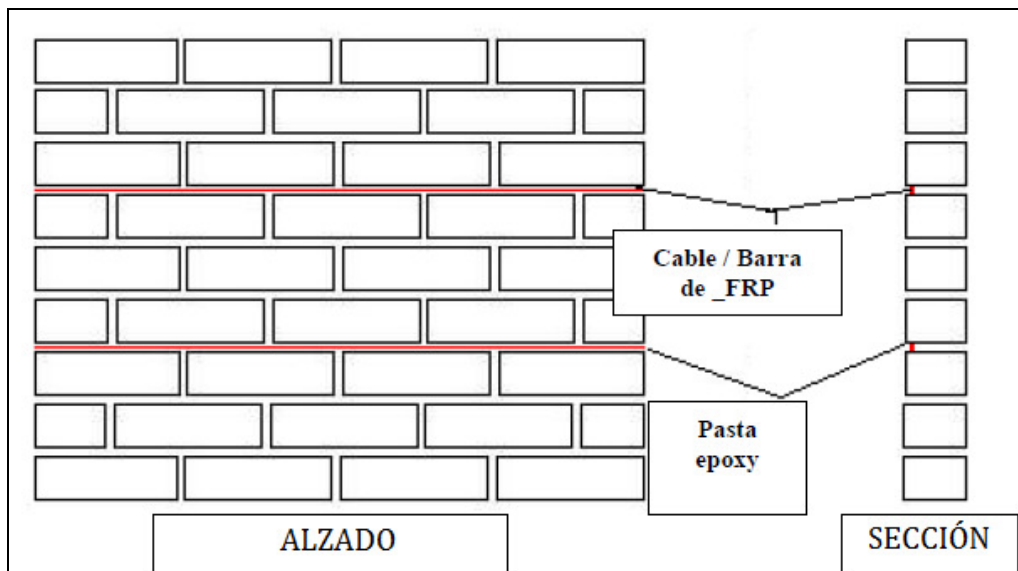 Cable / Barra
de _FRP
Pasta
epoxy
ALZADO
SECCIÓN